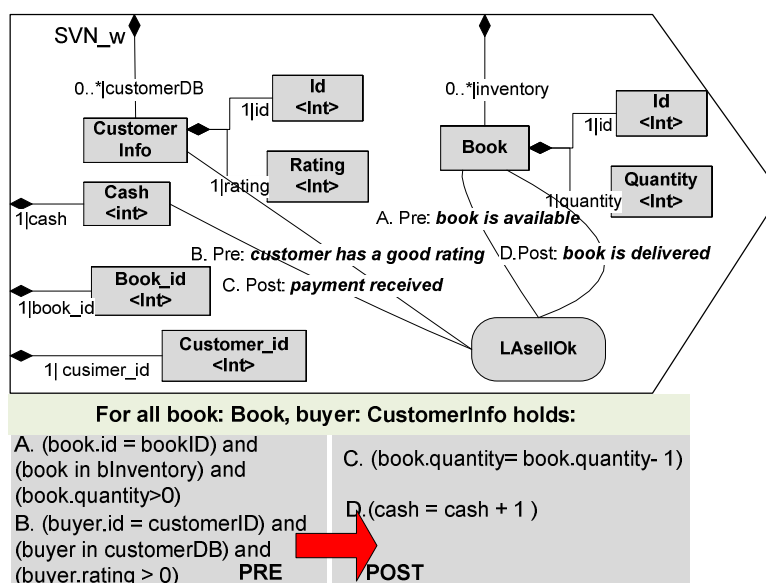 SVN_w
0..*|customerDB
0..*|inventory
Id
<Int>
1|id
Customer
Info
Rating
<Int>
1|rating
Id
<Int>
1|id
Book
Quantity
<Int>
1|quantity
Cash
<int>
1|cash
A. Pre: book is available
B. Pre: customer has a good rating
D.Post: book is delivered
C. Post: payment received
Book_id
<Int>
1|book_id
Customer_id
<Int>
1| cusimer_id
LAsellOk
For all book: Book, buyer: CustomerInfo holds:
A. (book.id = bookID) and
(book in bInventory) and
(book.quantity>0)
B. (buyer.id = customerID) and
(buyer in customerDB) and
(buyer.rating > 0)
PRE
C. (book.quantity= book.quantity- 1)
D.(cash = cash + 1 )
POST